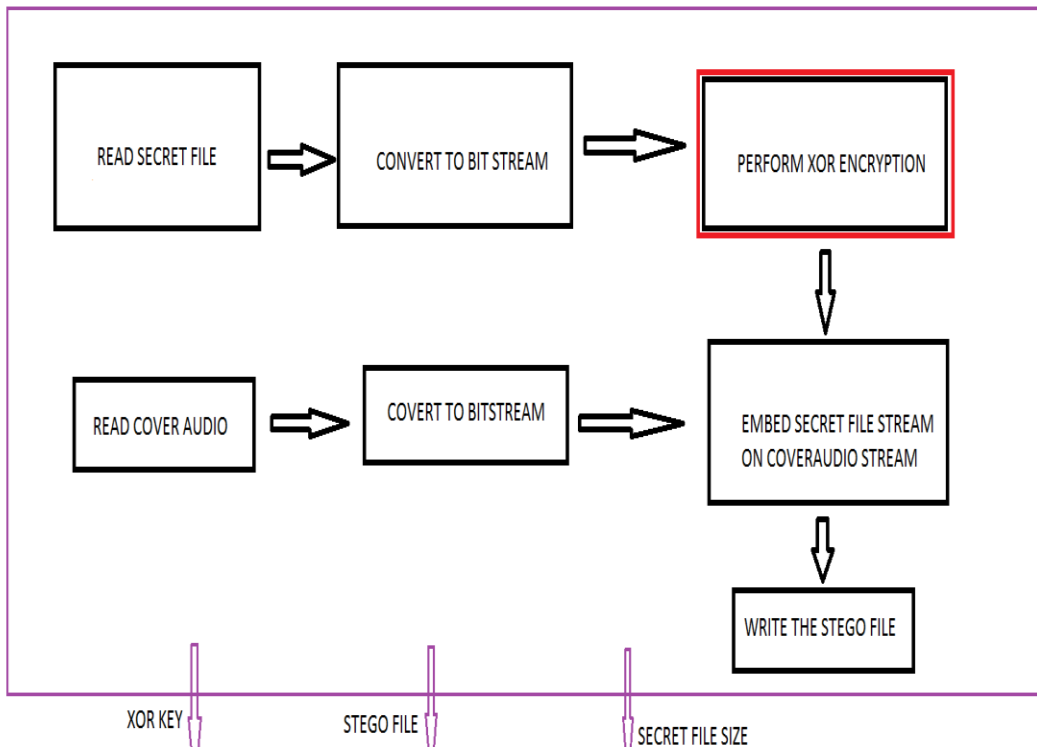 READ SECRET FILE
CONVERT TO BIT STREAM
PERFORM XOR ENCRYPTION
READ COVER AUDIO
COVERT TO BITSTREAM
EMBED SECRET FILE STREAM
ON COVERAUDIO STREAM
WRITE THE STEGO FILE
XOR KEY
STEGO FILE
SECRET FILE SIZE